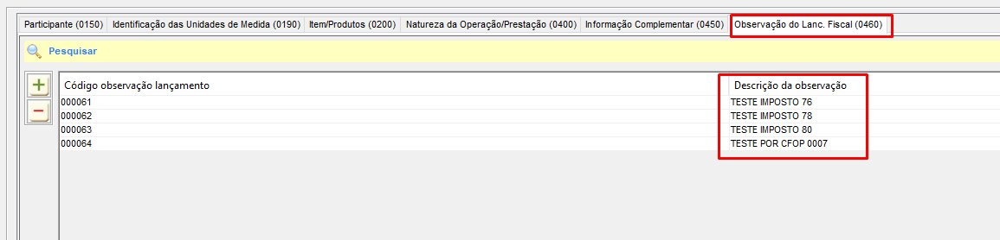 Participante (0150) Identificação das Unidades de Medida (0190) Item/Produtos (0200) Natureza da Operação/Prestação (0400) Informação Complementar (0450) Observação do Lanc. Fiscal (0460)
Pesquisar
Código observação lançamento Descrição da observação
000061 TESTE IMPOSTO 76
000062 TESTE IMPOSTO 78
000063 TESTE IMPOSTO 80
000064 TESTE POR CFOP 0007